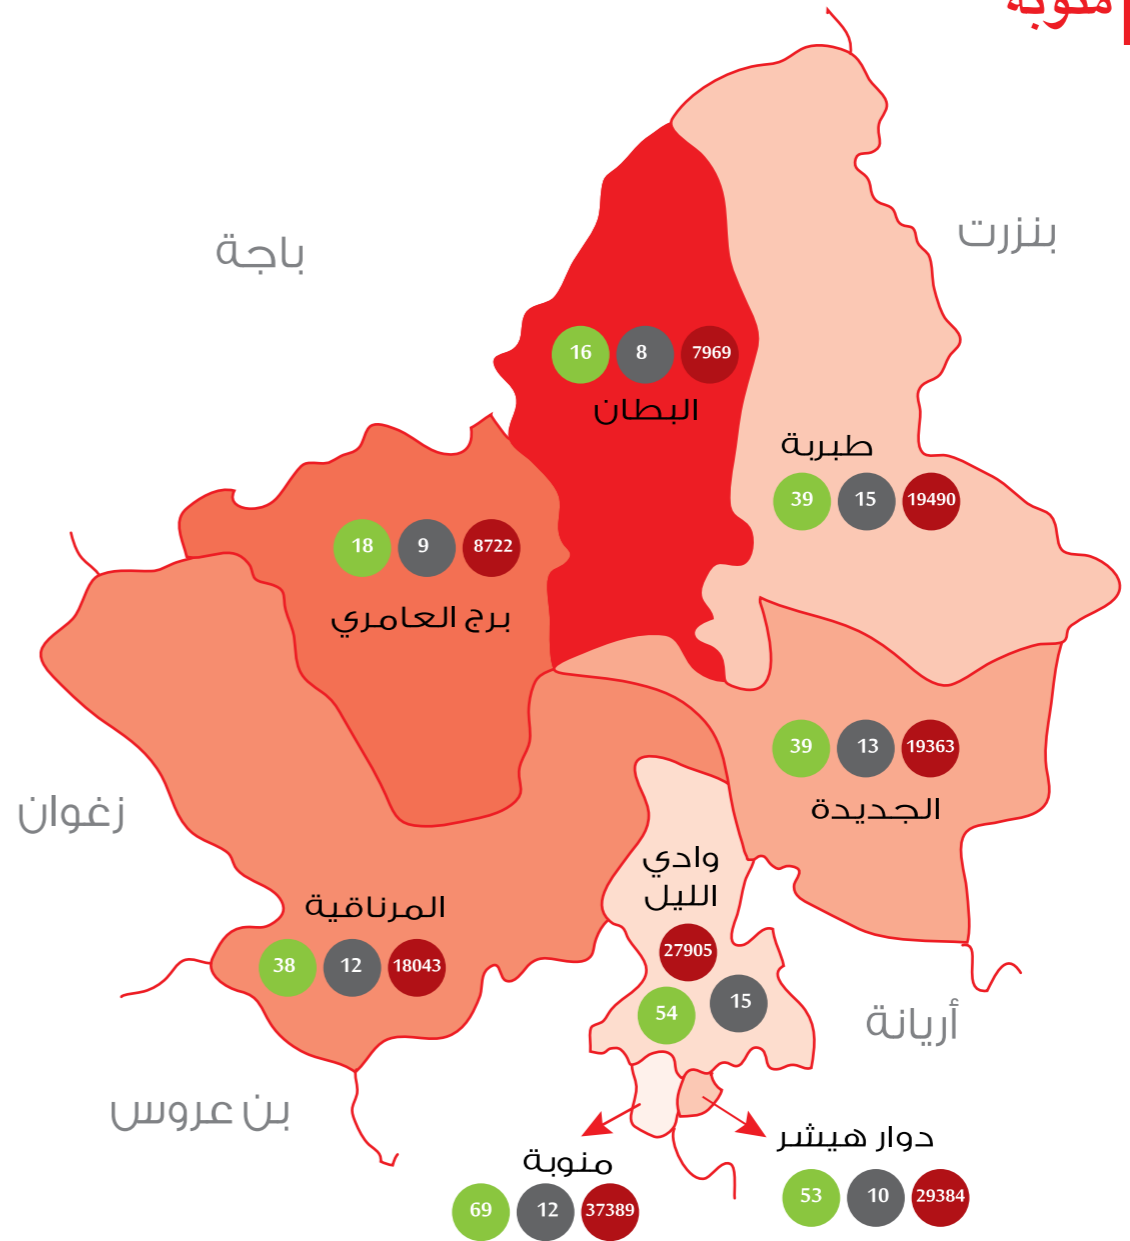 منوبة
باجة
بنزرت
16 8 7969
البطان
طبربة
39 15 19490
18 9 8722
برج العامري
39 13 19363
الجديدة
زغوان
وادي
الليل
27905
54 15
المرناقية
38 12 18043
أريانة
بن عروس
دوار هيشر
53 10 29384
منوبة
69 12 37389